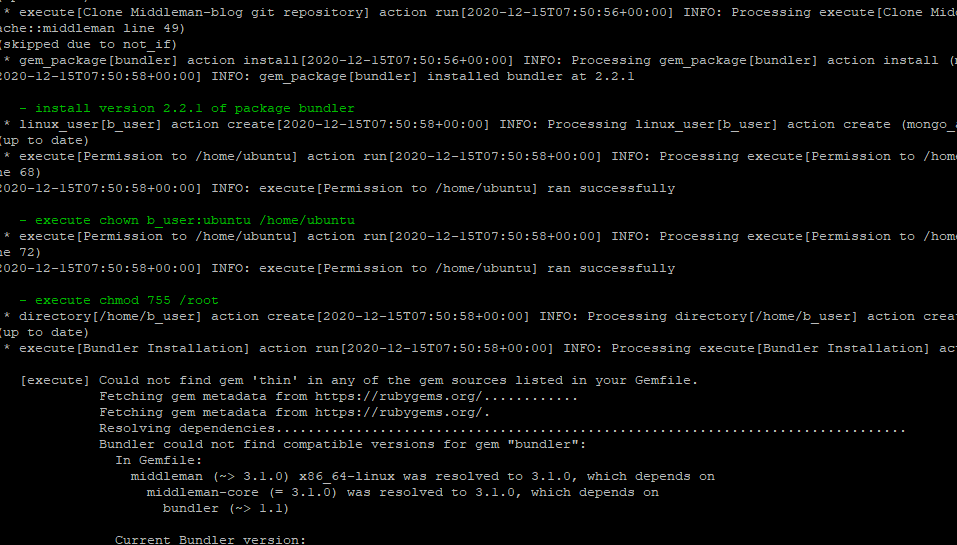 * execute[Clone Middleman-blog git repository] action run[2020-12-15T07:50:56+00:00] INFO: Processing execute[Clone Mid
ache::middleman line 49)
(skipped due to not_if)
* gem_package[bundler] action install[2020-12-15T07:50:56+00:00] INFO: Processing gem_package[bundler] action install (
2020-12-15T07:50:58+00:00] INFO: gem_package[bundler] installed bundler at 2.2.1
- install version 2.2.1 of package bundler
* linux_user[b_user] action create[2020-12-15T07:50:58+00:00] INFO: Processing linux_user[b_user] action create (mongo_
(up to date)
* execute[Permission to /home/ubuntu] action run[2020-12-15T07:50:58+00:00] INFO: Processing execute[Permission to /hom
ne 68)
2020-12-15T07:50:58+00:00] INFO: execute[Permission to /home/ubuntu] ran successfully
- execute chown b_user:ubuntu /home/ubuntu
* execute[Permission to /home/ubuntu] action run[2020-12-15T07:50:58+00:00] INFO: Processing execute[Permission to /hom
ne 72)
2020-12-15T07:50:58+00:00] INFO: execute[Permission to /home/ubuntu] ran successfully
- execute chmod 755 /root
* directory[/home/b_user] action create[2020-12-15T07:50:58+00:00] INFO: Processing directory[/home/b_user] action crea
(up to date)
* execute[Bundler Installation] action run[2020-12-15T07:50:58+00:00] INFO: Processing execute[Bundler Installation] ac
[execute] Could not find gem 'thin' in any of the gem sources listed in your Gemfile.
Fetching gem metadata from https://rubygems.org/............
Fetching gem metadata from https://rubygems.org/.
Resolving dependencies...............................................................................
Bundler could not find compatible versions for gem "bundler":
In Gemfile:
middleman (~> 3.1.0) x86_64-linux was resolved to 3.1.0, which depends on
middleman-core (= 3.1.0) was resolved to 3.1.0, which depends on
bundler (~> 1.1)
Current Bundler version: